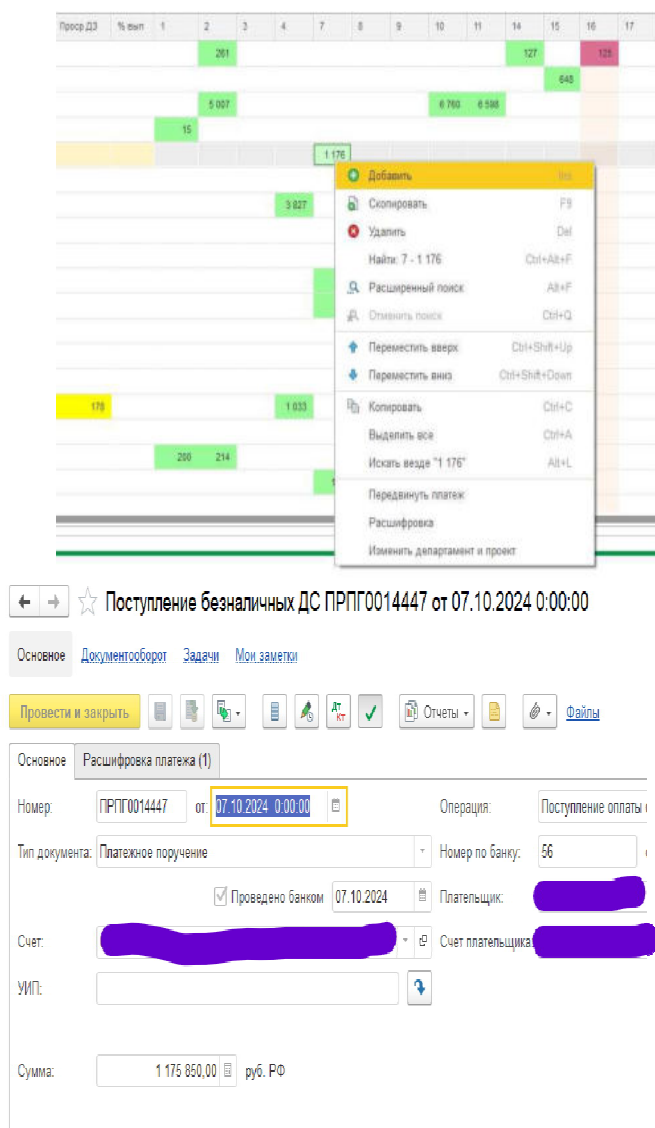 Проср ДЗ % вып 1 2 3 4 7 8 9 10 11 14 15 16 17
261 127 125
648
5 007 6 760 6 598
15
1 176
Добавить Ins
3 827 Скопировать F9
Удалить Del
Найти: 7 - 1 176 Ctrl+Alt+F
Расширенный поиск Alt+F
Отменить поиск Ctrl+Q
Переместить вверх Ctrl+Shift+Up
Переместить вниз Ctrl+Shift+Down
178 1 033 Копировать Ctrl+C
Выделить все Ctrl+A
200 214 Искать везде "1 176" Alt+L
1 Передвинуть платеж
Расшифровка
Изменить департамент и проект
Поступление безналичных ДС ПРПГ0014447 от 07.10.2024 0:00:00
Основное Документооборот Задачи Мои заметки
Провести и закрыть Дт Кт Отчеты Файлы
Основное Расшифровка платежа (1)
Номер: ПРПГ0014447 от: 07.10.2024 0:00:00 Операция: Поступление оплаты
Тип документа: Платежное поручение Номер по банку: 56
Проведено банком 07.10.2024 Плательщик:
Счет: Счет плательщика
УИП:
Сумма: 1 175 850,00 руб. РФ